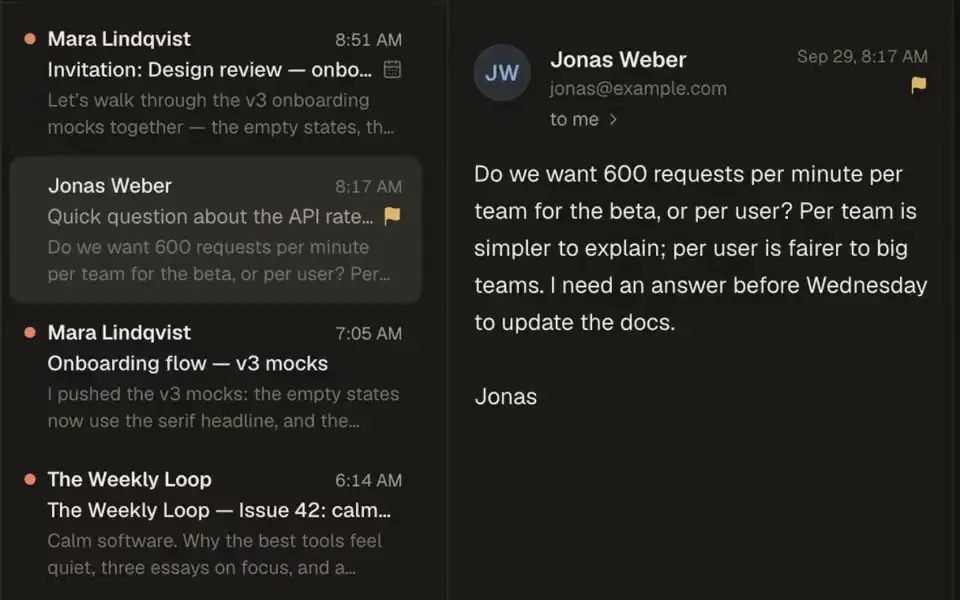 Mara Lindqvist 8:51 AM
Invitation: Design review — onbo...
Let's walk through the v3 onboarding
mocks together — the empty states, th...
Jonas Weber 8:17 AM
Quick question about the API rate...
Do we want 600 requests per minute
per team for the beta, or per user? Per...
Mara Lindqvist 7:05 AM
Onboarding flow — v3 mocks
I pushed the v3 mocks: the empty states
now use the serif headline, and the...
The Weekly Loop 6:14 AM
The Weekly Loop — Issue 42: calm...
Calm software. Why the best tools feel
quiet, three essays on focus, and a...
JW
Jonas Weber Sep 29, 8:17 AM
jonas@example.com
to me
Do we want 600 requests per minute per
team for the beta, or per user? Per team is
simpler to explain; per user is fairer to big
teams. I need an answer before Wednesday
to update the docs.
Jonas